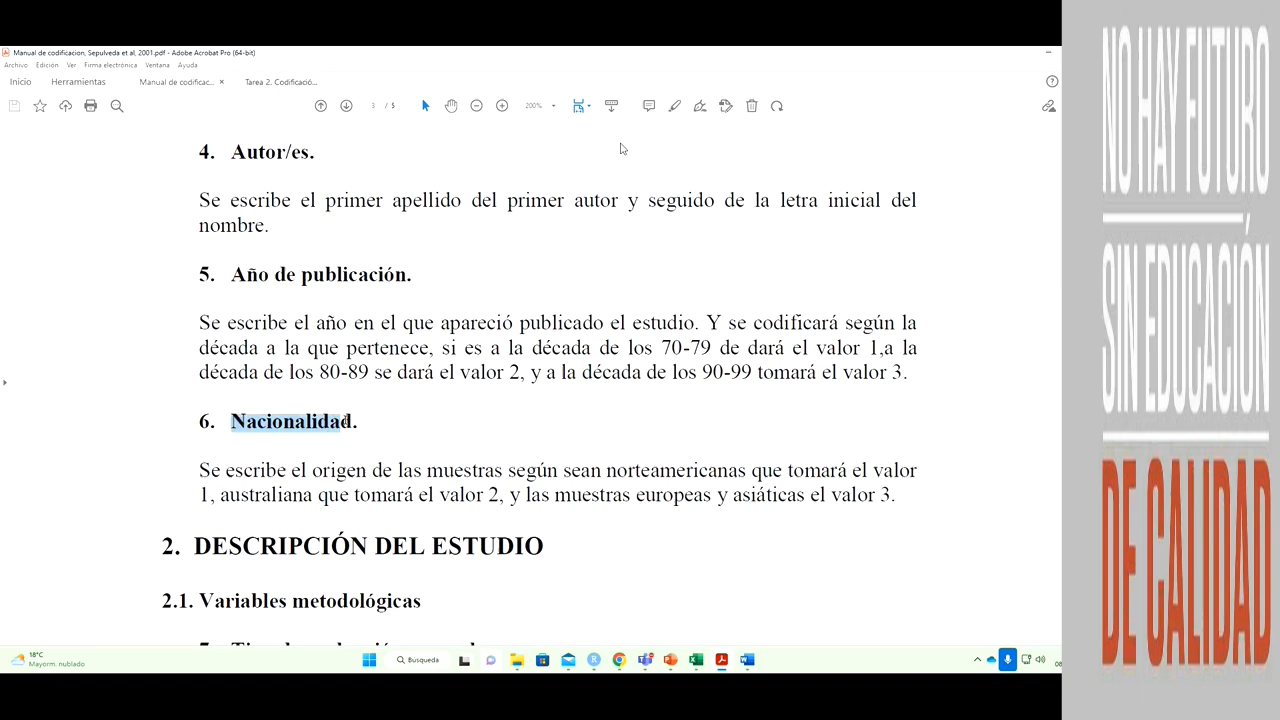 Manual de codificacion, Sepulveda et al, 2001.pdf - Adobe Acrobat Pro (64-bit)
Archivo Edición Ver Firma electrónica Ventana Ayuda
Inicio Herramientas Manual de codificac... × Tarea 2. Codificació...
3 / 5 200%
4. Autor/es.
Se escribe el primer apellido del primer autor y seguido de la letra inicial del
nombre.
5. Año de publicación.
Se escribe el año en el que apareció publicado el estudio. Y se codificará según la
década a la que pertenece, si es a la década de los 70-79 de dará el valor 1,a la
década de los 80-89 se dará el valor 2, y a la década de los 90-99 tomará el valor 3.
6. Nacionalidad.
Se escribe el origen de las muestras según sean norteamericanas que tomará el valor
1, australiana que tomará el valor 2, y las muestras europeas y asiáticas el valor 3.
2. DESCRIPCIÓN DEL ESTUDIO
2.1. Variables metodológicas
18°C
Mayorm. nublado
Busqueda
NO HAY FUTURO
SIN EDUCACIÓN
DE CALIDAD